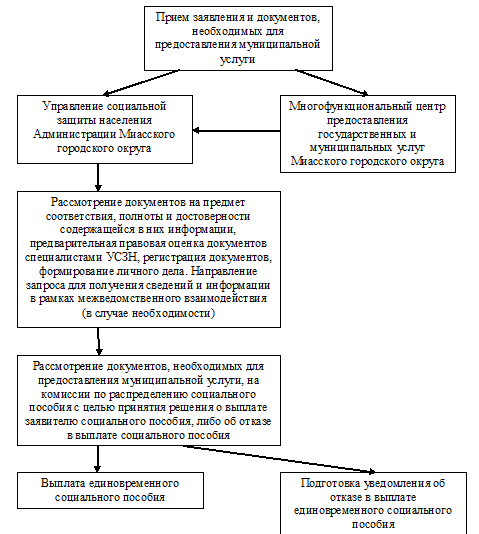 Прием заявления и документов,
необходимых для
предоставления муниципальной
услуги
Управление социальной
защиты населения
Администрации Миасского
городского округа
Многофункциональный центр
предоставления
государственных и
муниципальных услуг
Миасского городского округа
Рассмотрение документов на предмет
соответствия, полноты и достоверности
содержащейся в них информации,
предварительная правовая оценка документов
специалистами УСЗН, регистрация документов,
формирование личного дела. Направление
запроса для получения сведений и информации
в рамках межведомственного взаимодействия
(в случае необходимости)
Рассмотрение документов, необходимых для
предоставления муниципальной услуги, на
комиссии по распределению социального
пособия с целью принятия решения о выплате
заявителю социального пособия, либо об отказе
в выплате социального пособия
Выплата единовременного
социального пособия
Подготовка уведомления об
отказе в выплате
единовременного социального
пособия